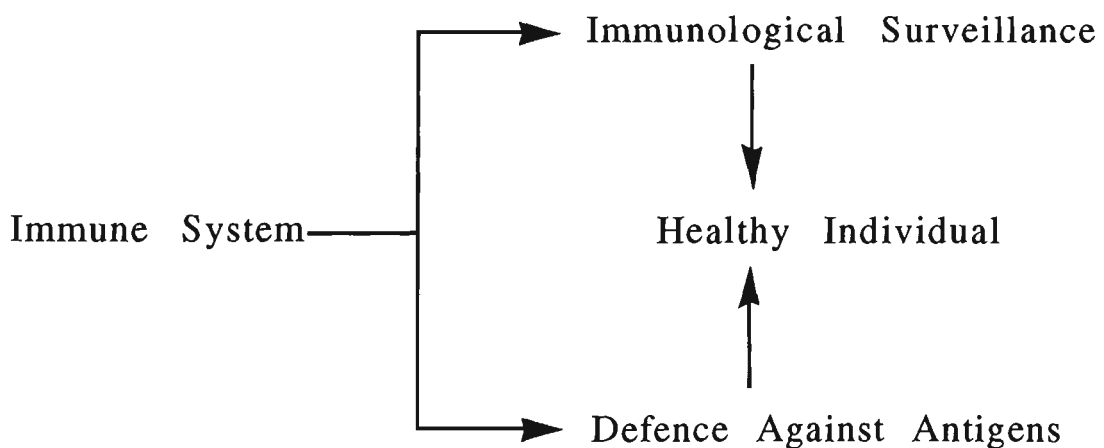 Immunological Surveillance
Immune System
Healthy Individual
Defence Against Antigens